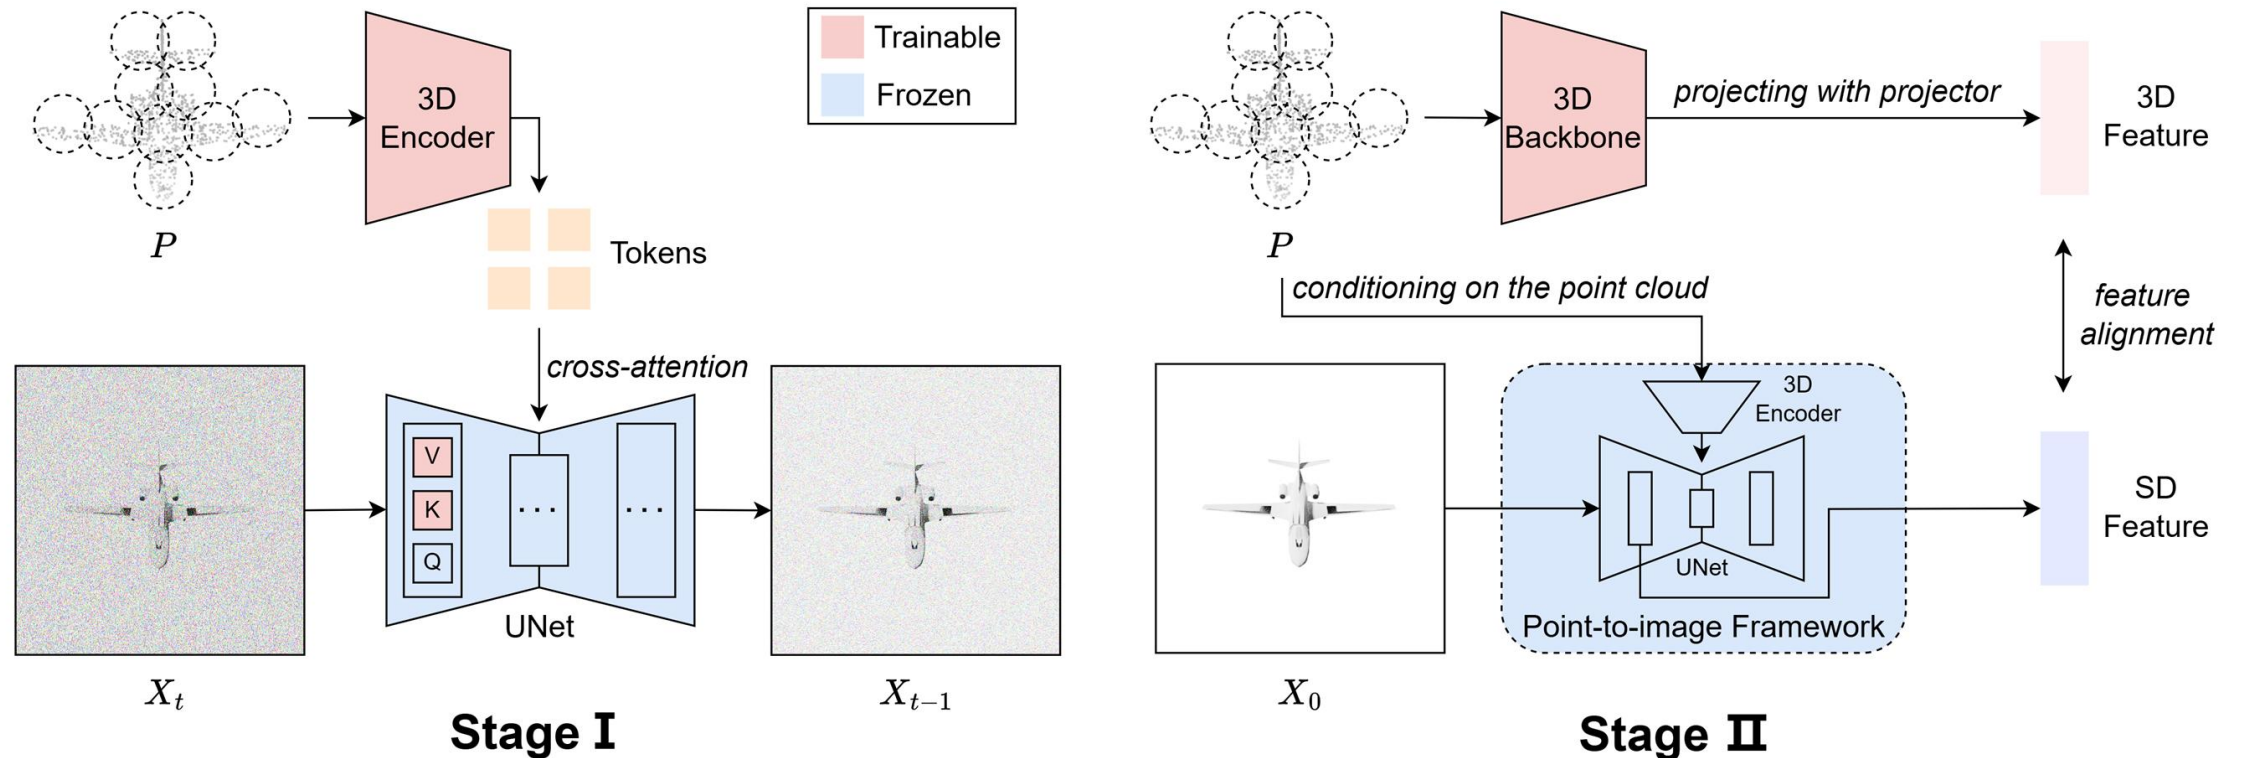 Trainable
Frozen
3D
Encoder
P
Tokens
cross-attention
V
K
Q
...
...
UNet
X_t
X_{t-1}
Stage I
3D
Backbone
projecting with projector
3D
Feature
P
conditioning on the point cloud
feature
alignment
3D
Encoder
UNet
Point-to-image Framework
SD
Feature
X_0
Stage II